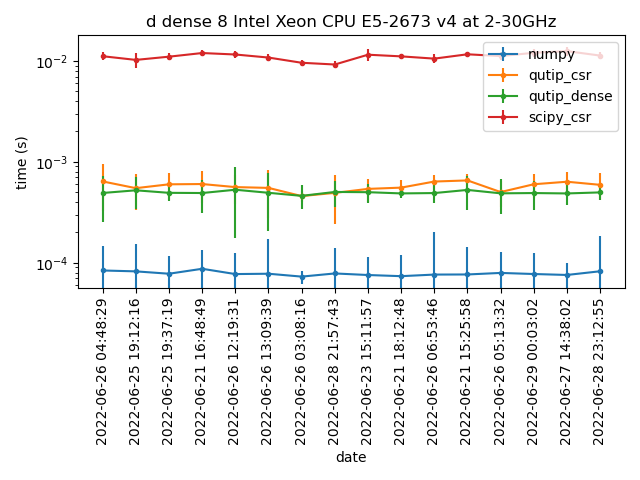 d dense 8 Intel Xeon CPU E5-2673 v4 at 2-30GHz
time (s)
10^-2
10^-3
10^-4
numpy
qutip_csr
qutip_dense
scipy_csr
2022-06-26 04:48:29
2022-06-25 19:12:16
2022-06-25 19:37:19
2022-06-21 16:48:49
2022-06-26 12:19:31
2022-06-26 13:09:39
2022-06-26 03:08:16
2022-06-28 21:57:43
2022-06-23 15:11:57
2022-06-21 18:12:48
2022-06-26 06:53:46
2022-06-21 15:25:58
2022-06-26 05:13:32
2022-06-29 00:03:02
2022-06-27 14:38:02
2022-06-28 23:12:55
date